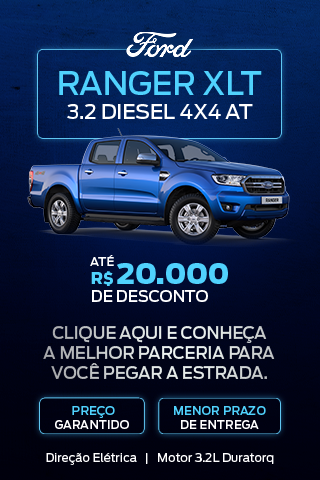 Ford
RANGER XLT
3.2 DIESEL 4X4 AT
RANGER
ATÉ
R$ 20.000
DE DESCONTO
CLIQUE AQUI E CONHEÇA
A MELHOR PARCERIA PARA
VOCÊ PEGAR A ESTRADA.
PREÇO
GARANTIDO
MENOR PRAZO
DE ENTREGA
Direção Elétrica | Motor 3.2L Duratorq